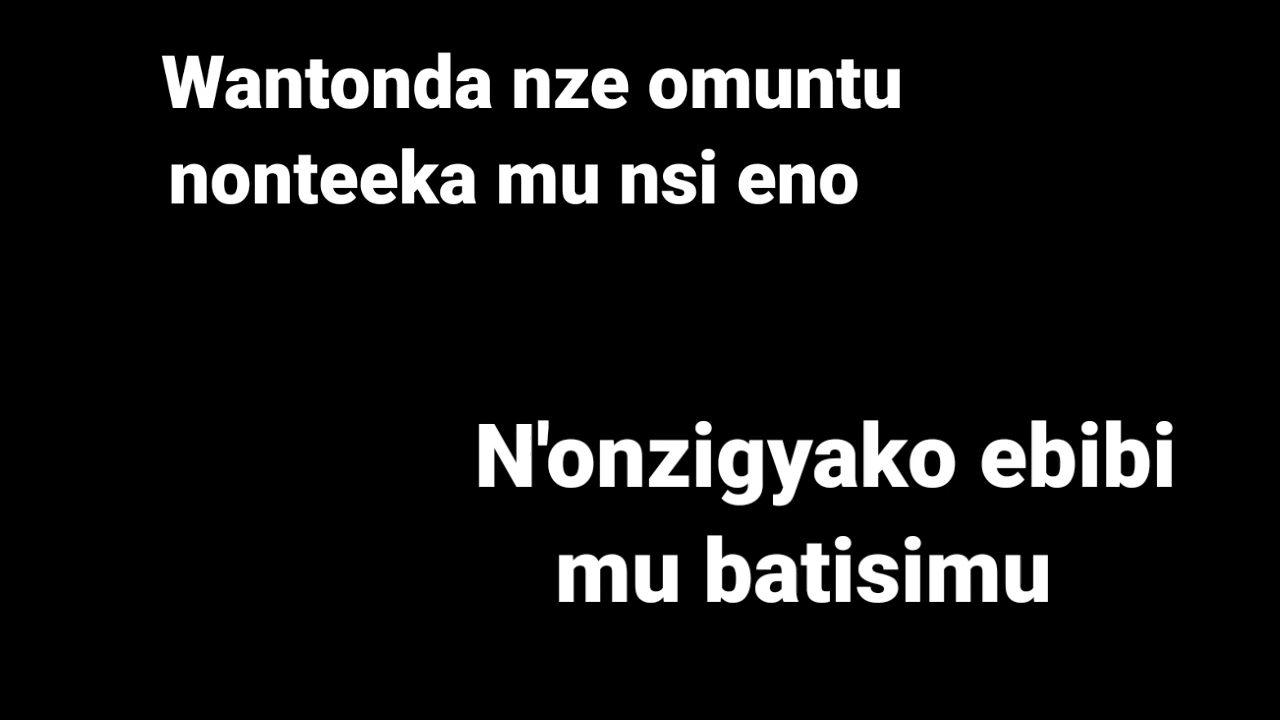 Wantonda nze omuntu
nonteeka mu nsi eno
N'onzigyako ebibi
mu batisimu